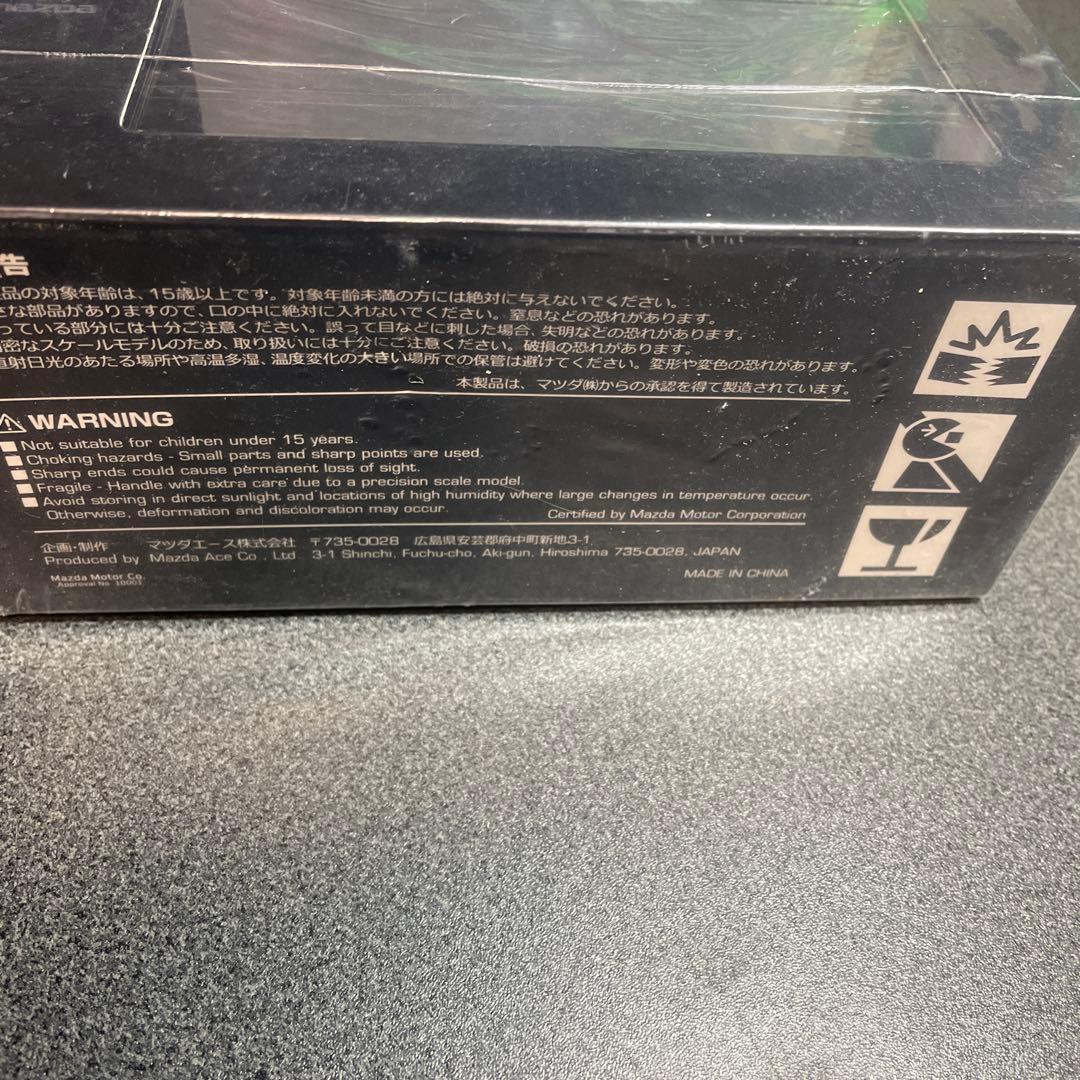 mazda
告
品の対象年齢は、15歳以上です。対象年齢未満の方には絶対に与えないでください。
な部品がありますので、口の中に絶対に入れないでください。窒息などの恐れがあります。
っている部分には十分ご注意ください。誤って目などに刺した場合、失明などの恐れがあります。
密なスケールモデルのため、取り扱いには十分にご注意ください。破損の恐れがあります。
射日光のあたる場所や高温多湿、温度変化の大きい場所での保管は避けてください。変形や変色の恐れがあります。
本製品は、マツダ㈱からの承認を得て製造されています。
⚠ WARNING
■ Not suitable for children under 15 years.
■ Choking hazards - Small parts and sharp points are used.
■ Sharp ends could cause permanent loss of sight.
■ Fragile - Handle with extra care due to a precision scale model.
■ Avoid storing in direct sunlight and locations of high humidity where large changes in temperature occur.
Otherwise, deformation and discoloration may occur.
Certified by Mazda Motor Corporation
企画・制作 マツダエース株式会社 〒735-0028 広島県安芸郡府中町新地3-1
Produced by Mazda Ace Co., Ltd 3-1 Shinchi, Fuchu-cho, Aki-gun, Hiroshima 735-0028, JAPAN
Mazda Motor Co.
Approval No 10001
MADE IN CHINA